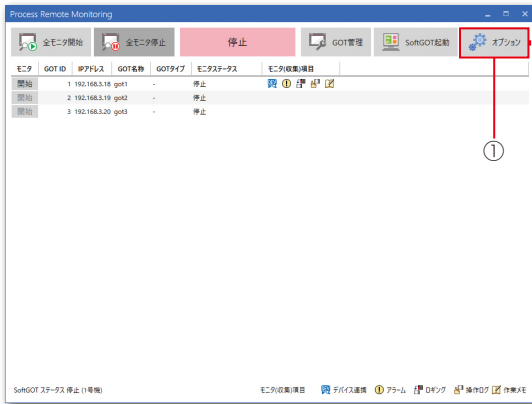 Process Remote Monitoring
全モニタ開始 全モニタ停止 停止 GOT管理 SoftGOT起動 オプション
モニタ GOT ID IPアドレス GOT名称 GOTタイプ モニタステータス モニタ(収集)項目
開始 1 192.168.3.18 got1 - 停止
開始 2 192.168.3.19 got2 - 停止
開始 3 192.168.3.20 got3 - 停止
①
SoftGOT ステータス 停止 (1号機) モニタ(収集)項目 デバイス連携 アラーム ロギング 操作ログ 作業メモ